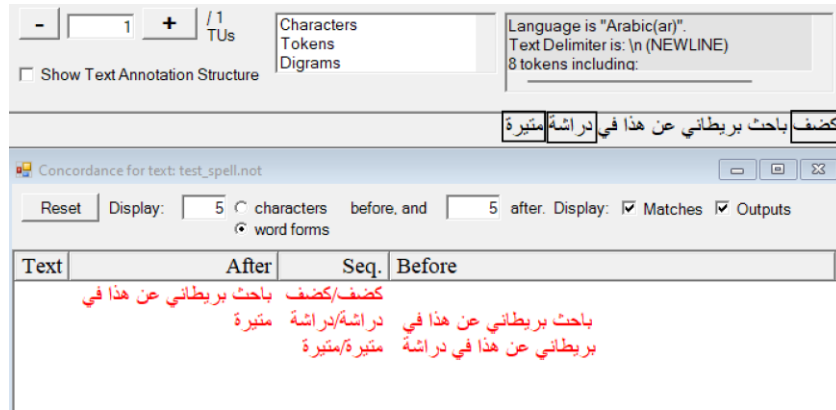 - 1 + / 1 TUs
Show Text Annotation Structure
Characters
Tokens
Digrams
Language is "Arabic(ar)".
Text Delimiter is: \n (NEWLINE)
8 tokens including:
كضف باحث بريطاني عن هذا في دراشة متيرة
Concordance for text: test_spell.not
Reset Display: 5 characters before, and 5 after. Display: Matches Outputs
word forms
Text After Seq. Before
كضف/كضف باحث بريطاني عن هذا في
باحث بريطاني عن هذا في دراشة/دراشة متيرة
بريطاني عن هذا في دراشة متيرة/متيرة